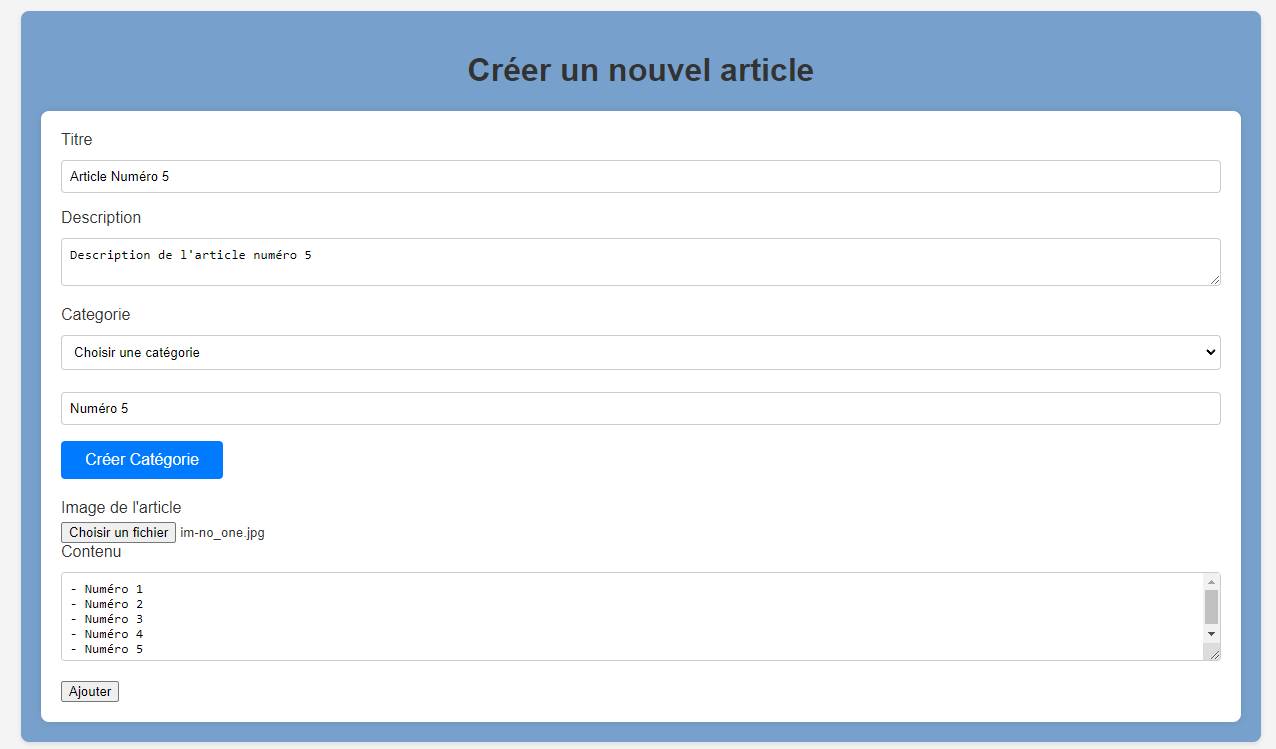 Créer un nouvel article
Titre
Article Numéro 5
Description
Description de l'article numéro 5
Categorie
Choisir une catégorie
Numéro 5
Créer Catégorie
Image de l'article
Choisir un fichier im-no_one.jpg
Contenu
- Numéro 1
- Numéro 2
- Numéro 3
- Numéro 4
- Numéro 5
Ajouter